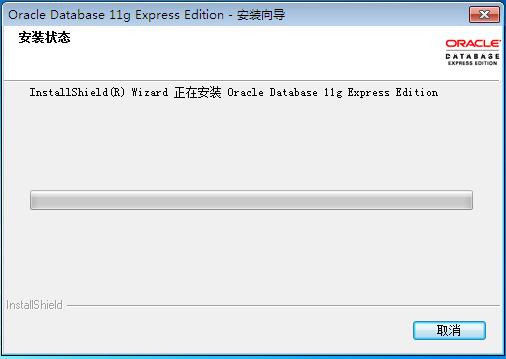 Oracle Database 11g Express Edition - 安装向导
安装状态
ORACLE
DATABASE
EXPRESS EDITION
InstallShield(R) Wizard 正在安装 Oracle Database 11g Express Edition
InstallShield
取消